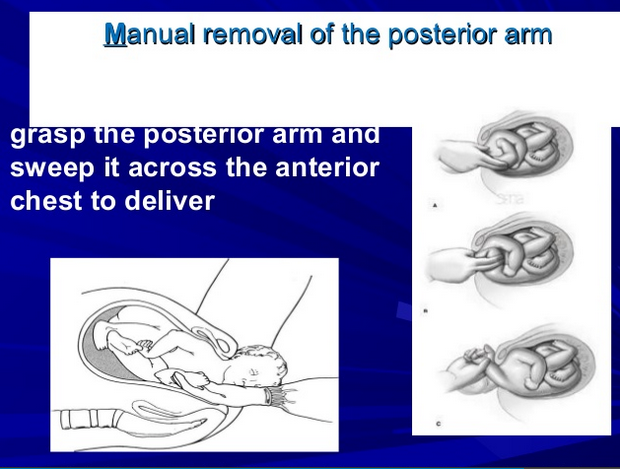 Manual removal of the posterior arm
grasp the posterior arm and
sweep it across the anterior
chest to deliver
A
B
C